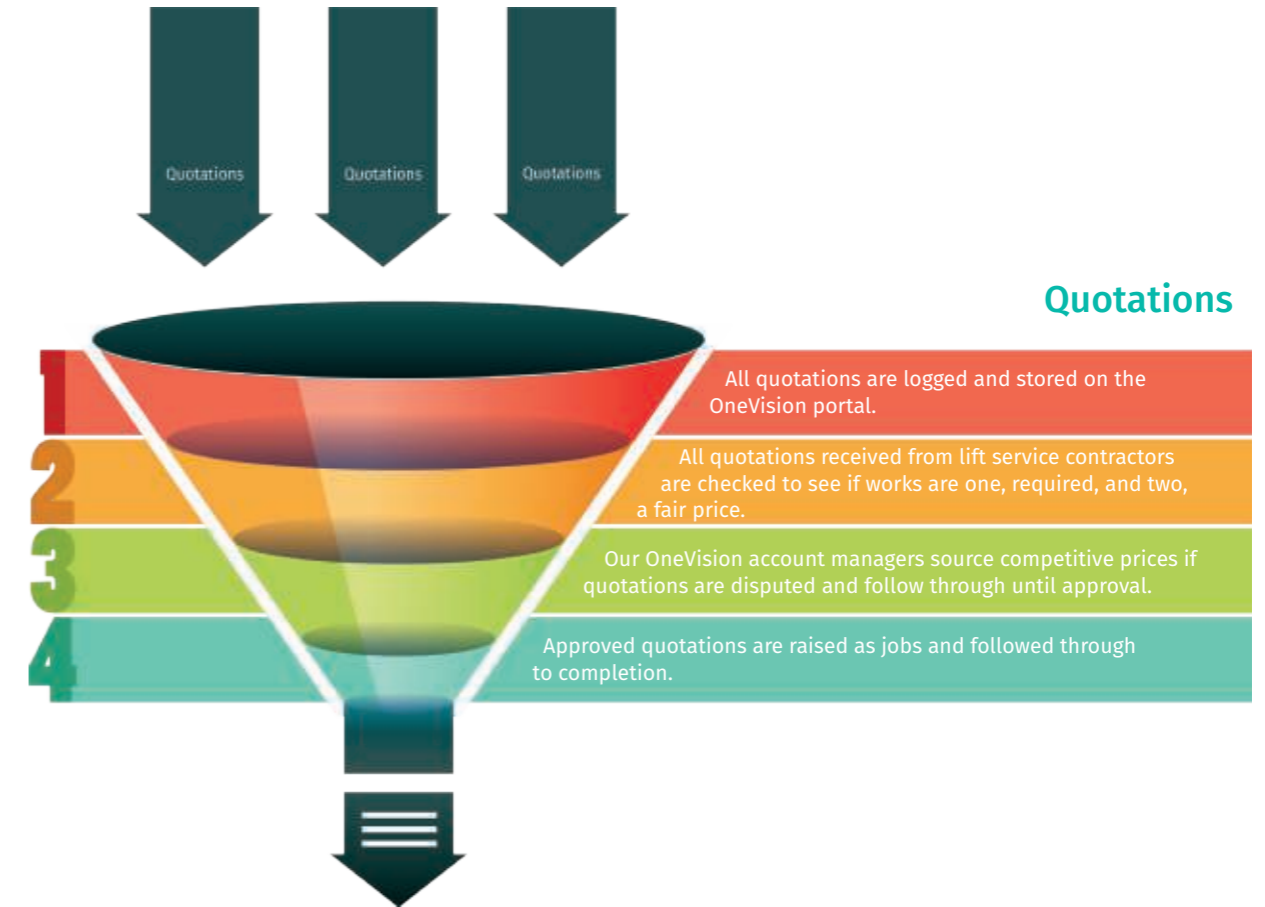 Quotations Quotations Quotations
Quotations
1
All quotations are logged and stored on the
OneVision portal.
2
All quotations received from lift service contractors
are checked to see if works are one, required, and two,
a fair price.
3
Our OneVision account managers source competitive prices if
quotations are disputed and follow through until approval.
4
Approved quotations are raised as jobs and followed through
to completion.